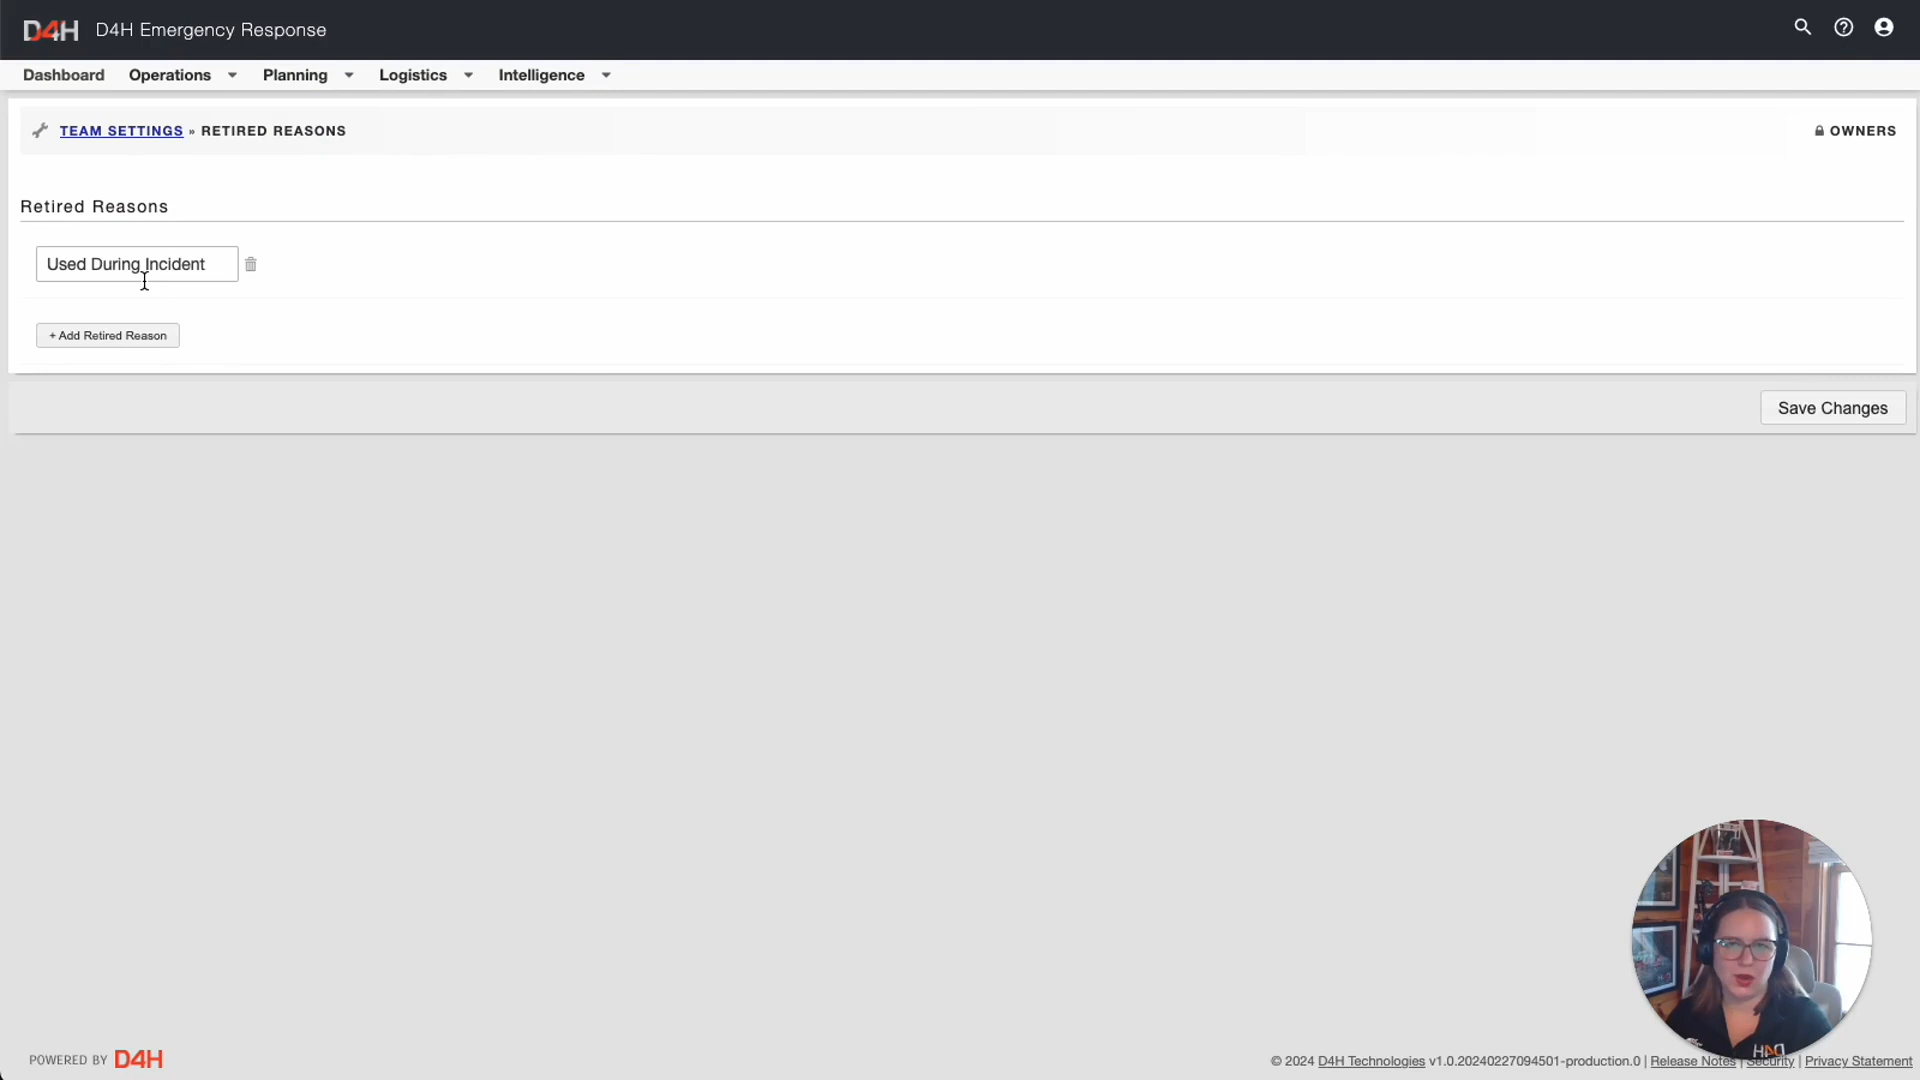 D4H D4H Emergency Response
Dashboard Operations Planning Logistics Intelligence
TEAM SETTINGS » RETIRED REASONS
OWNERS
Retired Reasons
Used During Incident
+ Add Retired Reason
Save Changes
POWERED BY D4H
© 2024 D4H Technologies v1.0.20240227094501-production.0 | Release Notes | Security | Privacy Statement